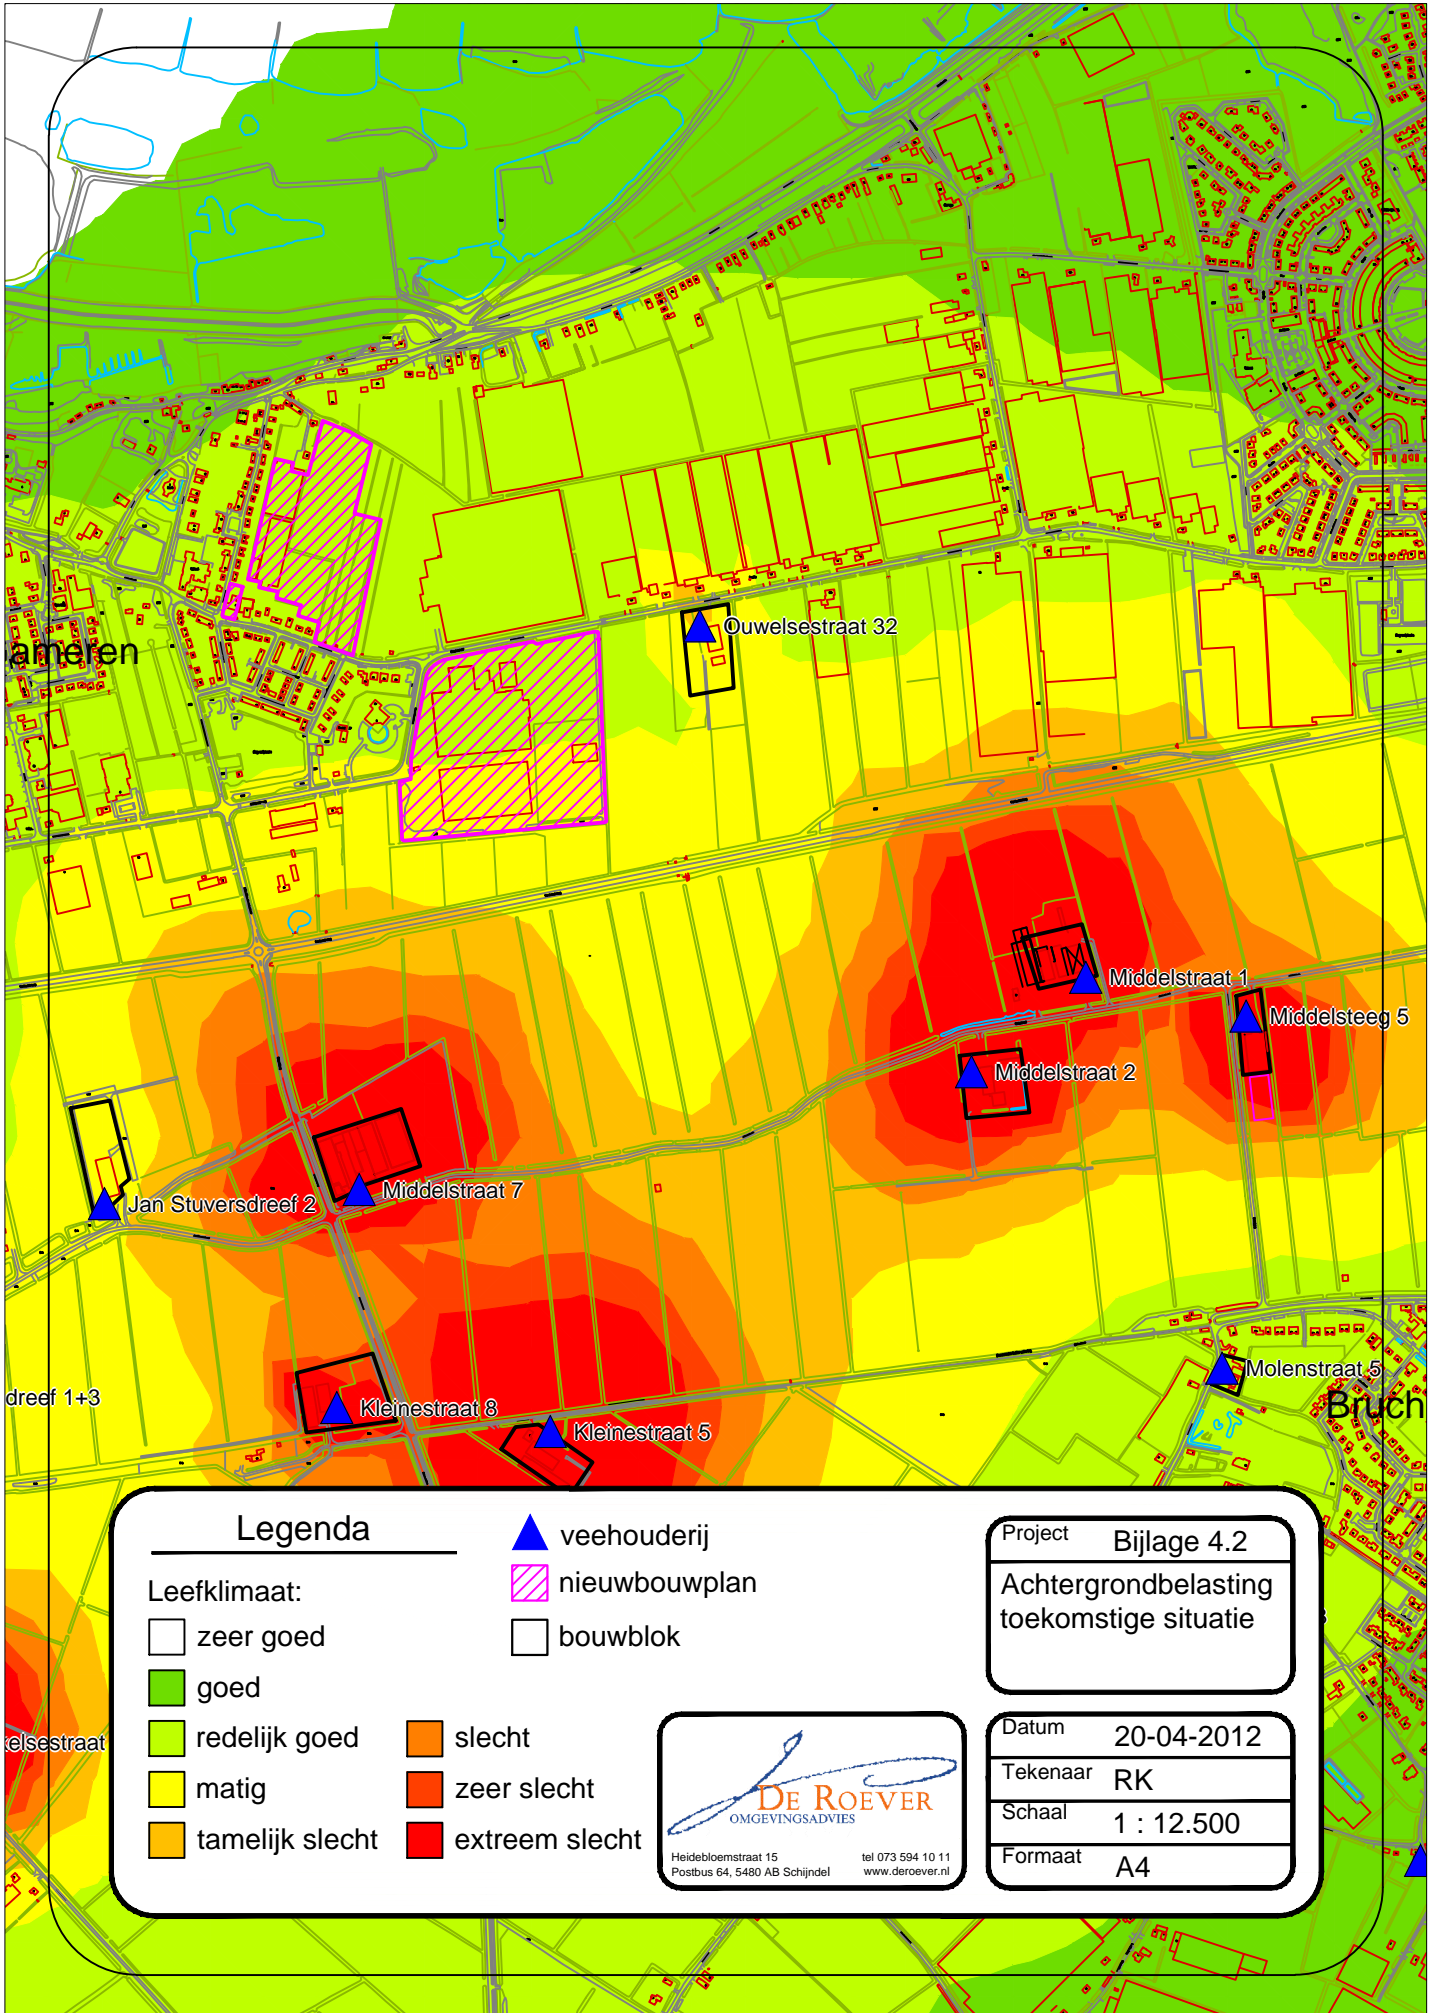 Ouwelsestraat 32
ameren
Middelstraat 1
Middelsteeg 5
Middelstraat 2
Middelstraat 7
Jan Stuversdreef 2
Molenstraat 5
dreef 1+3
Kleinestraat 8
Bruch
Kleinestraat 5
elsestraat
Legenda
Leefklimaat:
zeer goed
goed
redelijk goed
matig
tamelijk slecht
slecht
zeer slecht
extreem slecht
veehouderij
nieuwbouwplan
bouwblok
DE ROEVER
OMGEVINGSADVIES
Heidebloemstraat 15 tel 073 594 10 11
Postbus 64, 5480 AB Schijndel www.deroever.nl
Project Bijlage 4.2
Achtergrondbelasting
toekomstige situatie
Datum 20-04-2012
Tekenaar RK
Schaal 1 : 12.500
Formaat A4